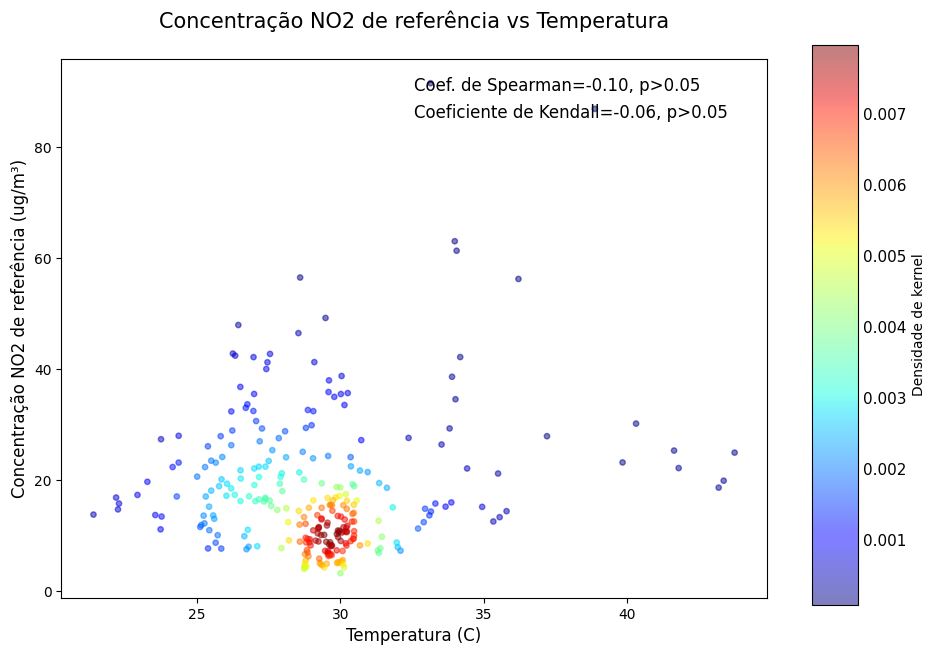 Concentração NO2 de referência vs Temperatura
Coef. de Spearman=-0.10, p>0.05
Coeficiente de Kendall=-0.06, p>0.05
Concentração NO2 de referência (ug/m³)
80
60
40
20
0
25 30 35 40
Temperatura (C)
0.007
0.006
0.005
0.004
0.003
0.002
0.001
Densidade de kernel